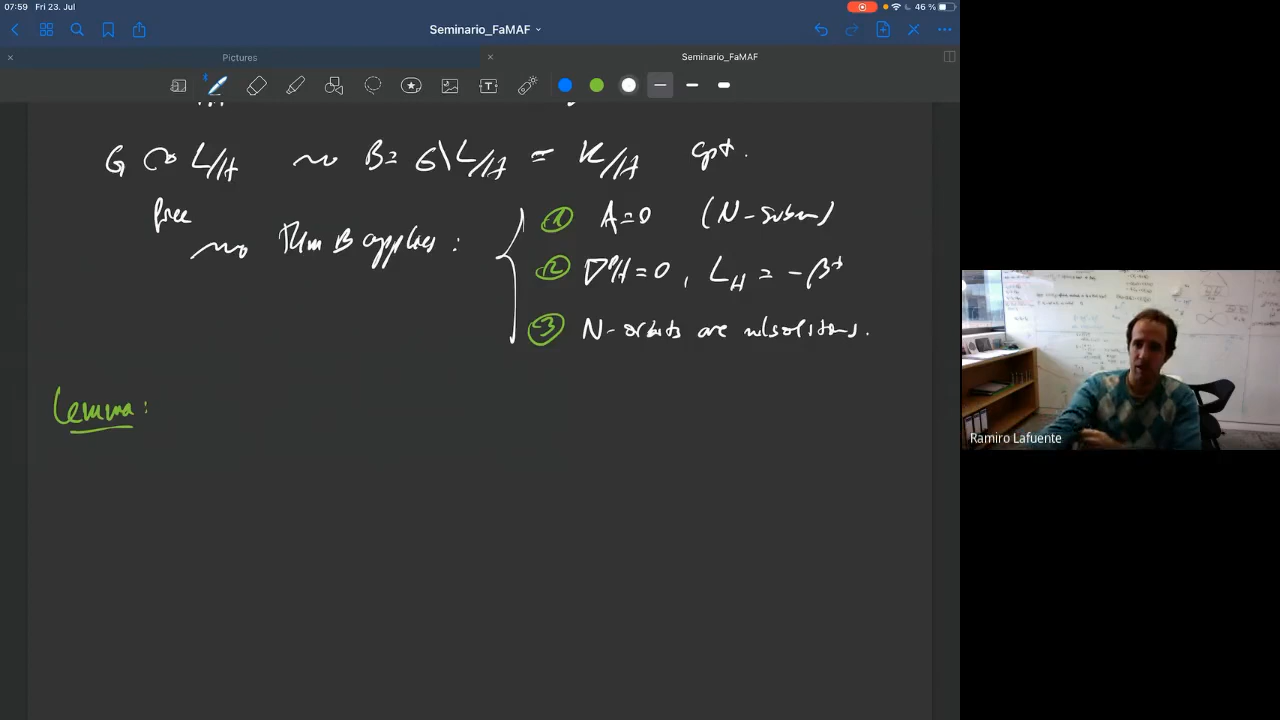 07:59 Fri 23. Jul
46 %
Seminario_FaMAF
Pictures
Seminario_FaMAF
G ↷ L/H ⇝ B = G\L/H = K/H cpt.
free
⇝ Thm B applies :
① A=0 (N-subm)
② ∇ᵖH=0 , L_H = -β⁺
③ N-orbits are nilsolitons.
Lemma:
Ramiro Lafuente